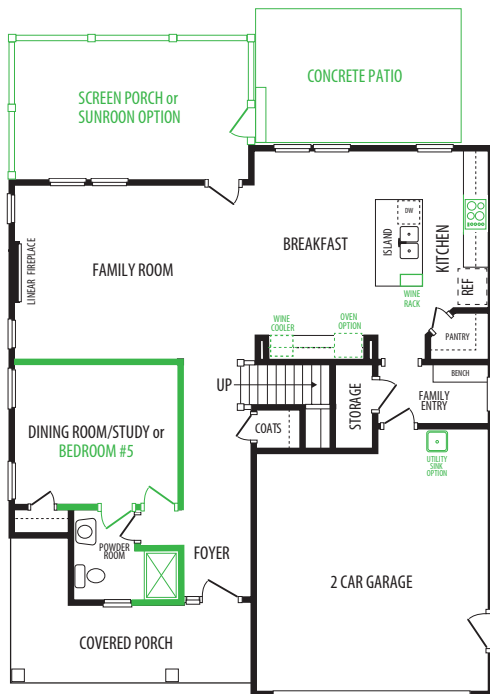 CONCRETE PATIO
SCREEN PORCH or
SUNROON OPTION
LINEAR FIREPLACE
FAMILY ROOM
BREAKFAST
ISLAND
DW
KITCHEN
REF
WINE
RACK
PANTRY
WINE
COOLER
OVEN
OPTION
UP
STORAGE
BENCH
FAMILY
ENTRY
COATS
DINING ROOM/STUDY or
BEDROOM #5
UTILITY
SINK
OPTION
POWDER
ROOM
FOYER
2 CAR GARAGE
COVERED PORCH